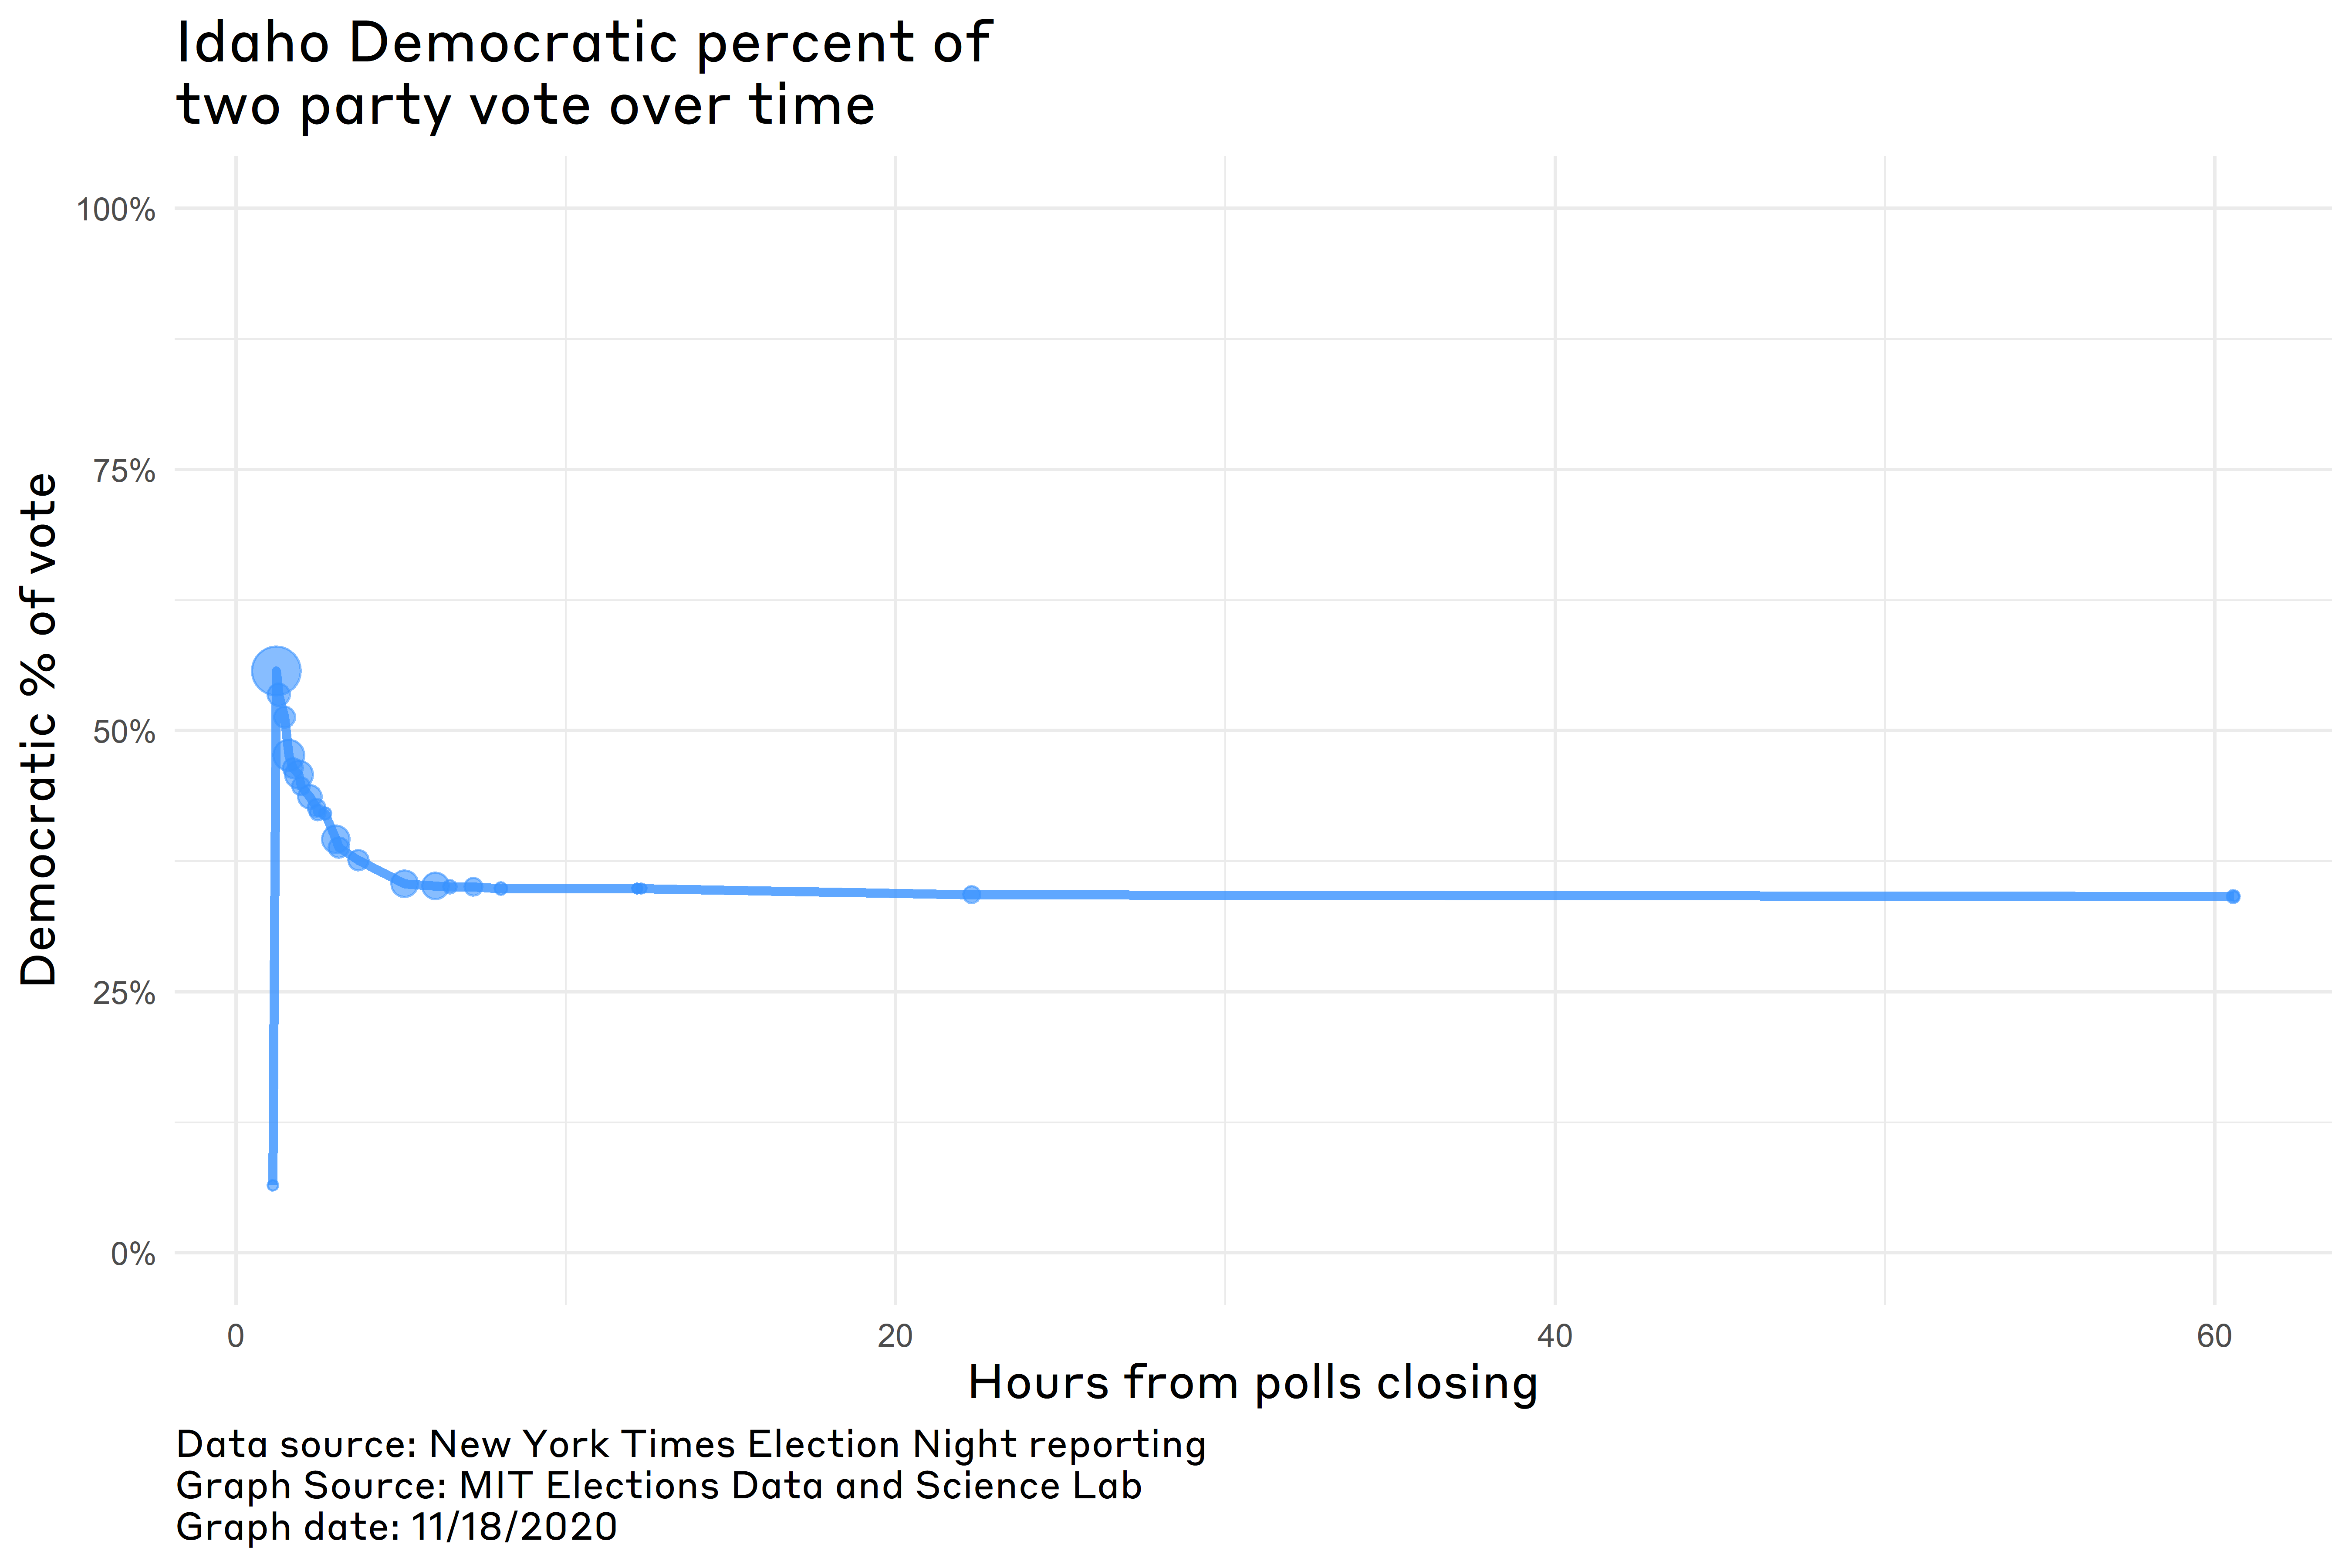 Idaho Democratic percent of
two party vote over time
Democratic % of vote
100%
75%
50%
25%
0%
0 20 40 60
Hours from polls closing
Data source: New York Times Election Night reporting
Graph Source: MIT Elections Data and Science Lab
Graph date: 11/18/2020